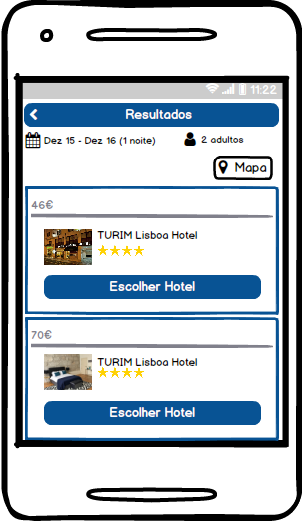 11:22
Resultados
Dez 15 - Dez 16 (1 noite) 2 adultos
Mapa
46€
TURIM Lisboa Hotel
Escolher Hotel
70€
TURIM Lisboa Hotel
Escolher Hotel